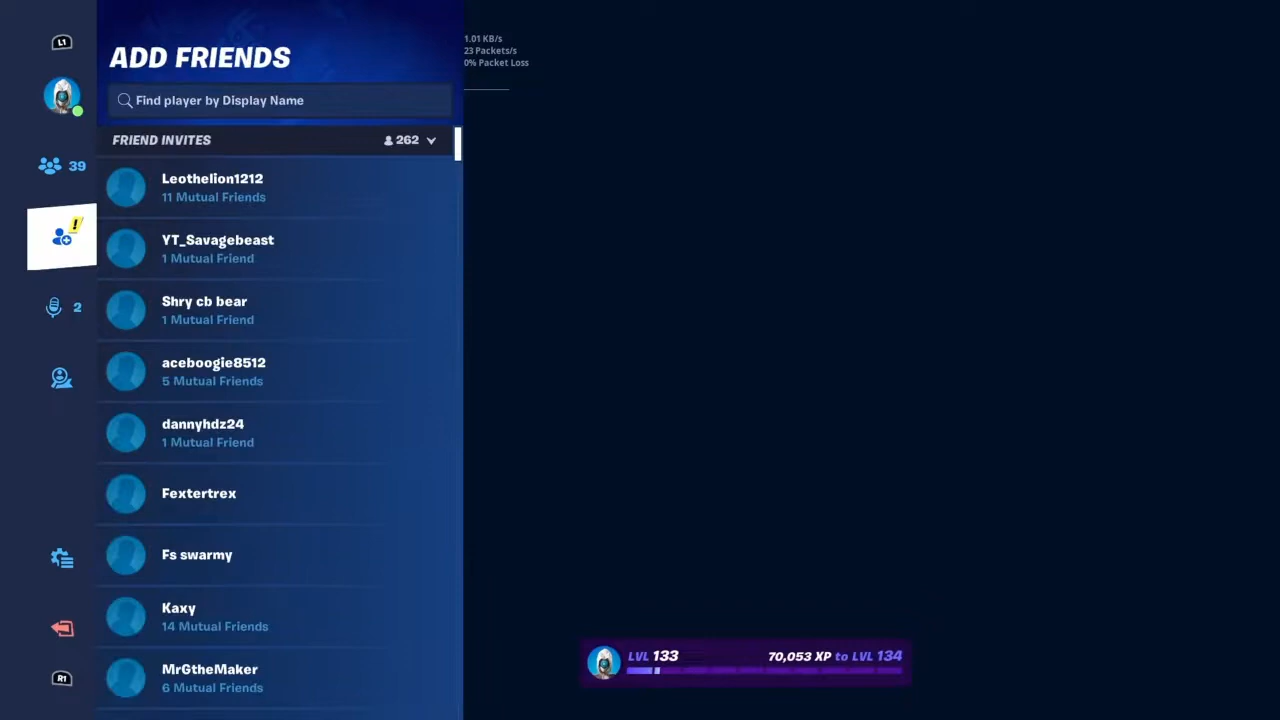 L1
ADD FRIENDS
Find player by Display Name
FRIEND INVITES 262
Leothelion1212
11 Mutual Friends
YT_Savagebeast
1 Mutual Friend
Shry cb bear
1 Mutual Friend
aceboogie8512
5 Mutual Friends
dannyhdz24
1 Mutual Friend
Fextertrex
Fs swarmy
Kaxy
14 Mutual Friends
MrGtheMaker
6 Mutual Friends
39
!
2
R1
1.01 KB/s
23 Packets/s
0% Packet Loss
LVL 133 70,053 XP to LVL 134